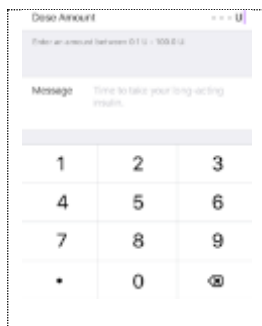 Dose Amount --- U
Enter an amount between 0.1 U - 100.0 U
Message Time to take your long-acting
insulin.
1 2 3
4 5 6
7 8 9
. 0